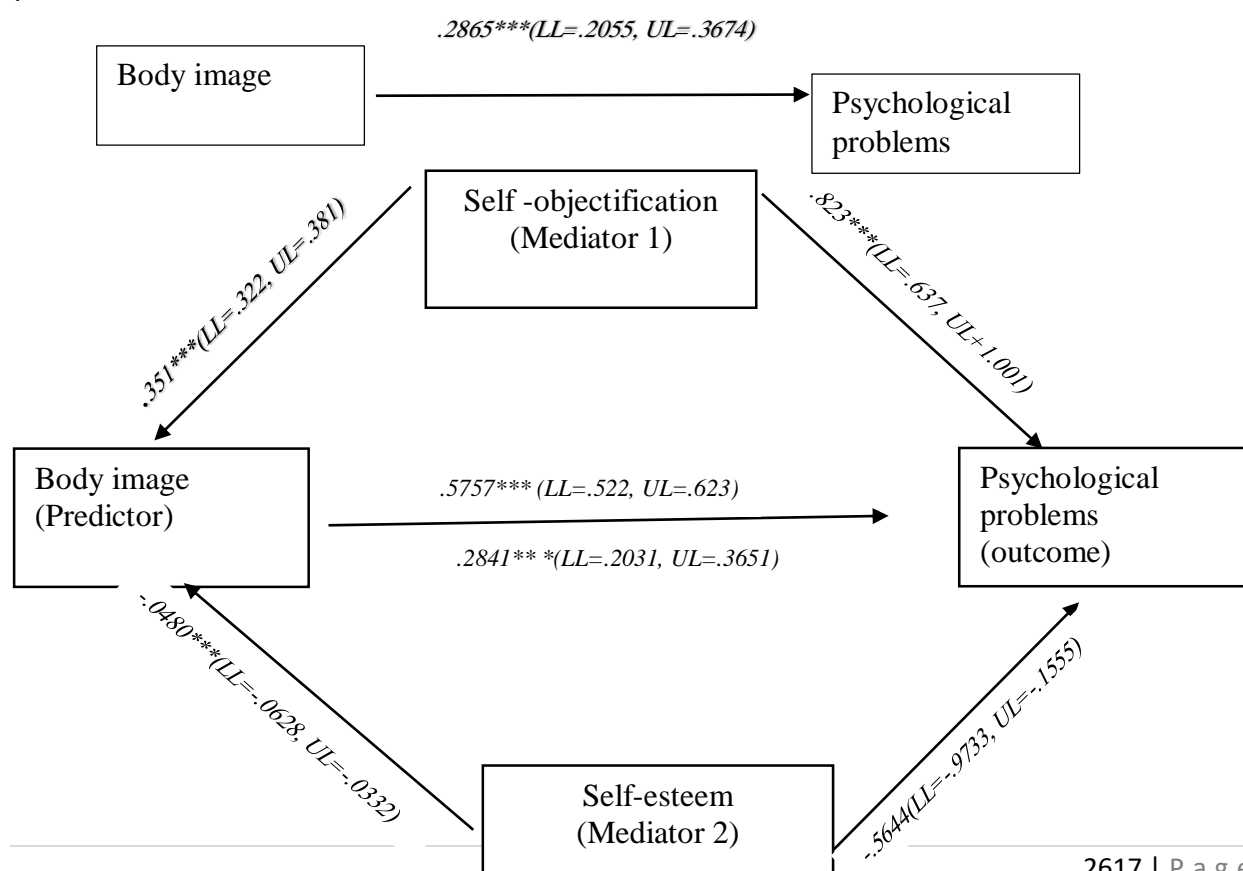 .2865***(LL=.2055, UL=.3674)
Body image
Psychological
problems
Self -objectification
(Mediator 1)
.351***(LL=.322, UL=.381)
.823***(LL=.637, UL+1.001)
Body image
(Predictor)
.5757*** (LL=.522, UL=.623)
.2841** *(LL=.2031, UL=.3651)
Psychological
problems
(outcome)
-.0480***(LL=-.0628, UL=-.0332)
-.5644(LL=-.9733, UL=-.1555)
Self-esteem
(Mediator 2)
2617 | P a g e